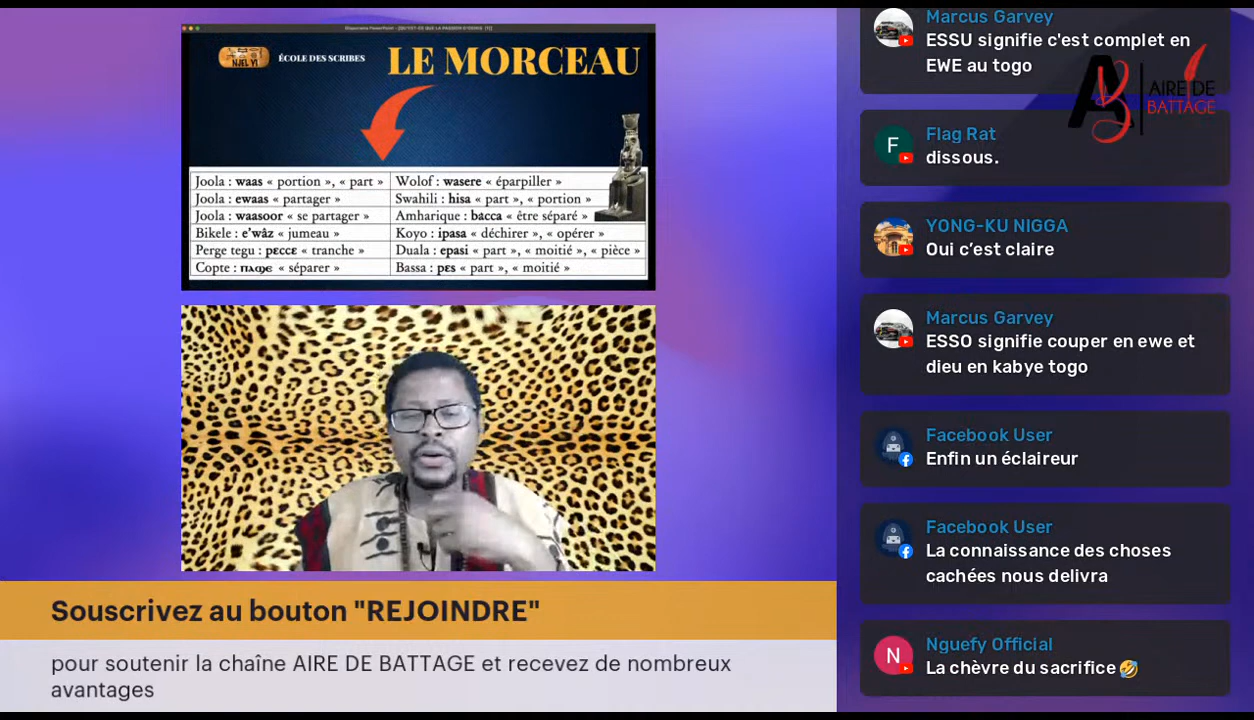 NJEL YI
ÉCOLE DES SCRIBES
LE MORCEAU
Joola : waas « portion », « part »
Wolof : wasere « éparpiller »
Joola : ewaas « partager »
Swahili : hisa « part », « portion »
Joola : waasoor « se partager »
Amharique : bacca « être séparé »
Bikele : e'wâz « jumeau »
Koyo : ipasa « déchirer », « opérer »
Perge tegu : pɛccɛ « tranche »
Duala : epasi « part », « moitié », « pièce »
Copte : ⲡⲱϣⲉ « séparer »
Bassa : pɛs « part », « moitié »
Souscrivez au bouton "REJOINDRE"
pour soutenir la chaîne AIRE DE BATTAGE et recevez de nombreux
avantages
Marcus Garvey
ESSU signifie c'est complet en
EWE au togo
AIRE DE
BATTAGE
Flag Rat
F
dissous.
YONG-KU NIGGA
Oui c’est claire
Marcus Garvey
ESSO signifie couper en ewe et
dieu en kabye togo
Facebook User
Enfin un éclaireur
Facebook User
La connaissance des choses
cachées nous delivra
Nguefy Official
N
La chèvre du sacrifice 🤣